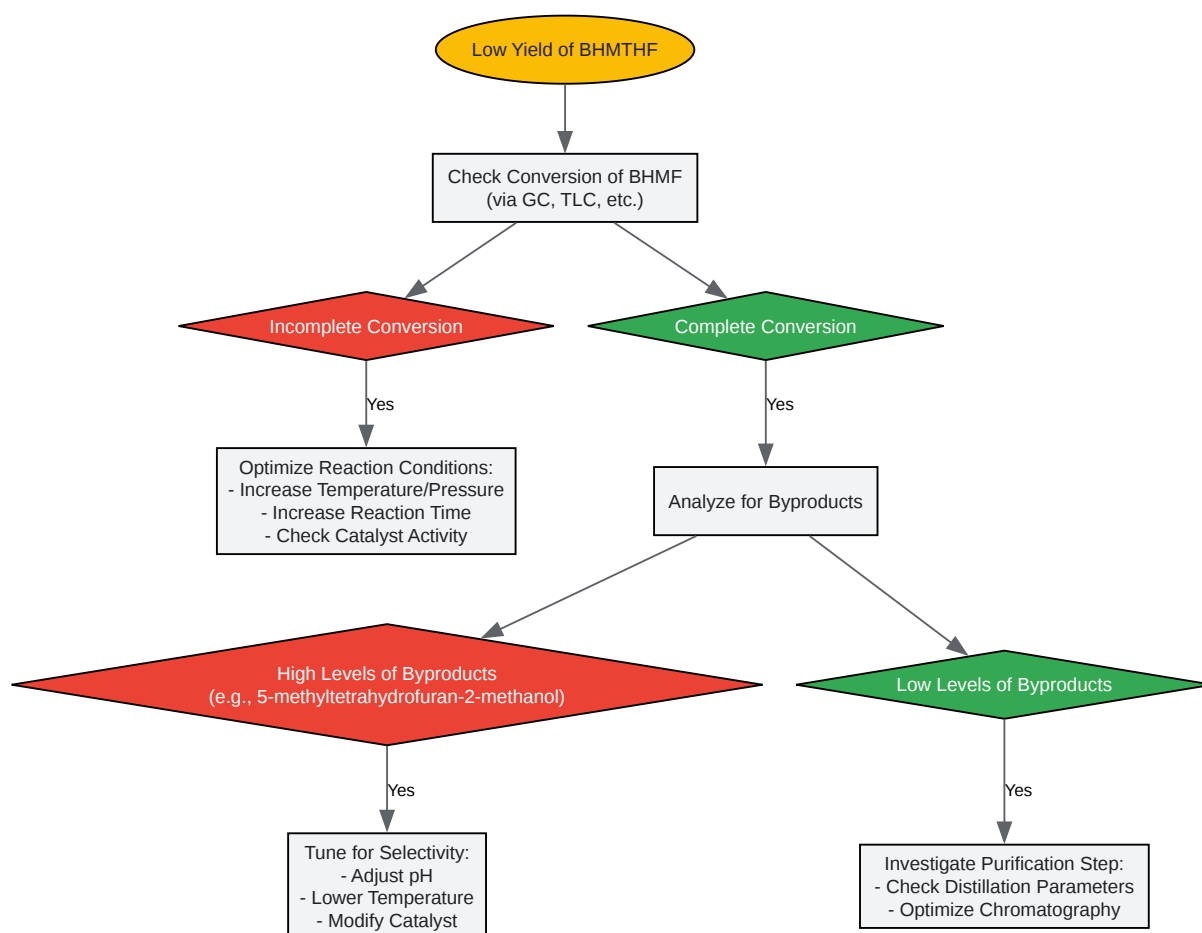 Low Yield of BHMTHF
Check Conversion of BHMF
(via GC, TLC, etc.)
Incomplete Conversion
Complete Conversion
Yes
Yes
Optimize Reaction Conditions:
- Increase Temperature/Pressure
- Increase Reaction Time
- Check Catalyst Activity
Analyze for Byproducts
High Levels of Byproducts
(e.g., 5-methyltetrahydrofuran-2-methanol)
Low Levels of Byproducts
Yes
Yes
Tune for Selectivity:
- Adjust pH
- Lower Temperature
- Modify Catalyst
Investigate Purification Step:
- Check Distillation Parameters
- Optimize Chromatography